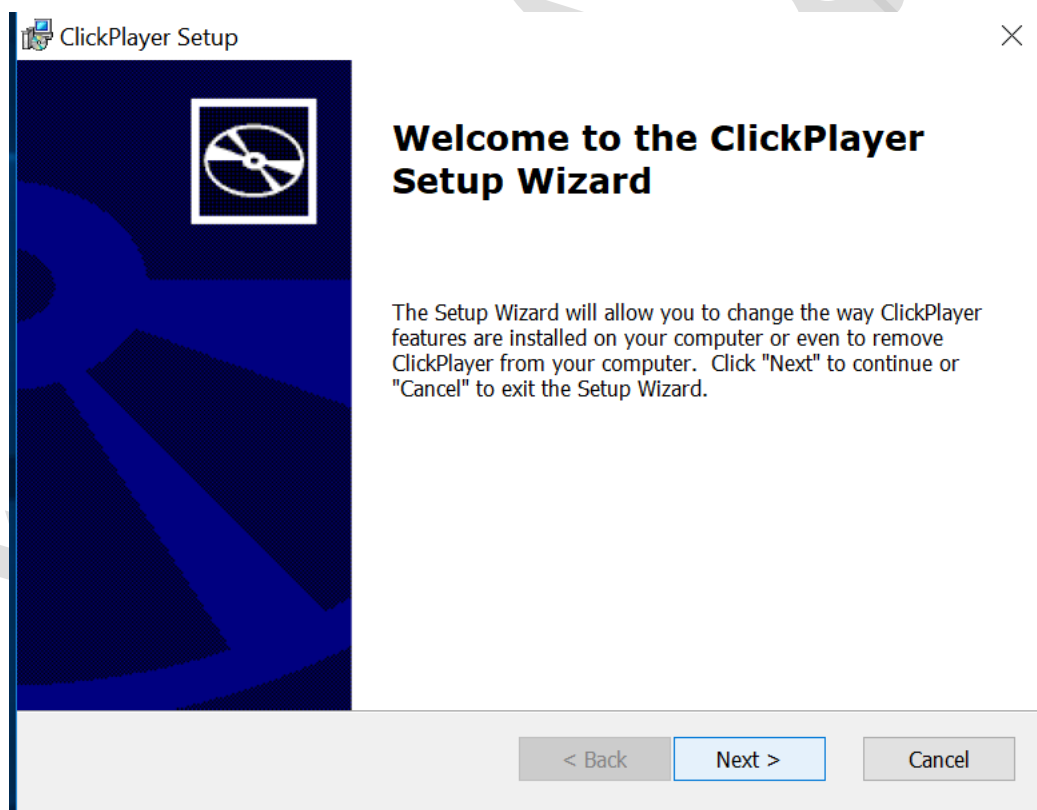 ClickPlayer Setup
Welcome to the ClickPlayer
Setup Wizard
The Setup Wizard will allow you to change the way ClickPlayer
features are installed on your computer or even to remove
ClickPlayer from your computer.  Click "Next" to continue or
"Cancel" to exit the Setup Wizard.
< Back Next > Cancel